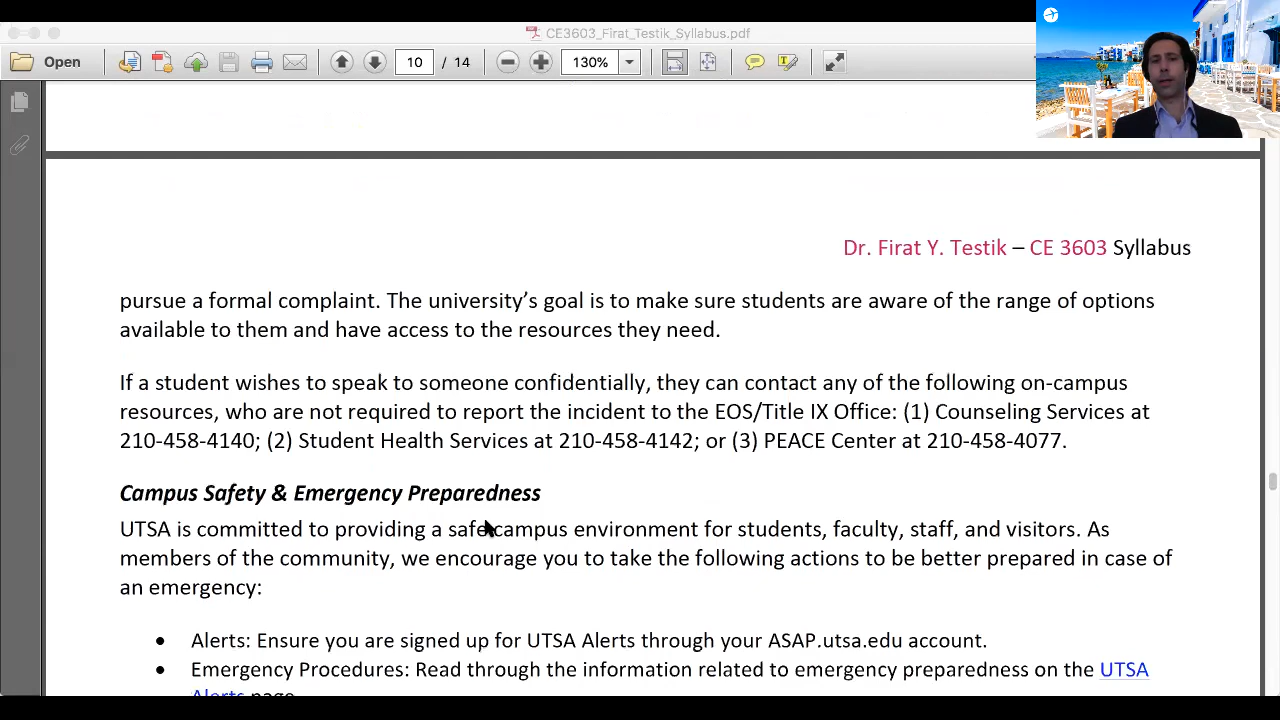 CE3603_Firat_Testik_Syllabus.pdf
Open
10 / 14
130%
Dr. Firat Y. Testik – CE 3603 Syllabus
pursue a formal complaint. The university’s goal is to make sure students are aware of the range of options
available to them and have access to the resources they need.
If a student wishes to speak to someone confidentially, they can contact any of the following on-campus
resources, who are not required to report the incident to the EOS/Title IX Office: (1) Counseling Services at
210-458-4140; (2) Student Health Services at 210-458-4142; or (3) PEACE Center at 210-458-4077.
Campus Safety & Emergency Preparedness
UTSA is committed to providing a safe campus environment for students, faculty, staff, and visitors. As
members of the community, we encourage you to take the following actions to be better prepared in case of
an emergency:
• Alerts: Ensure you are signed up for UTSA Alerts through your ASAP.utsa.edu account.
• Emergency Procedures: Read through the information related to emergency preparedness on the UTSA
Alerts page